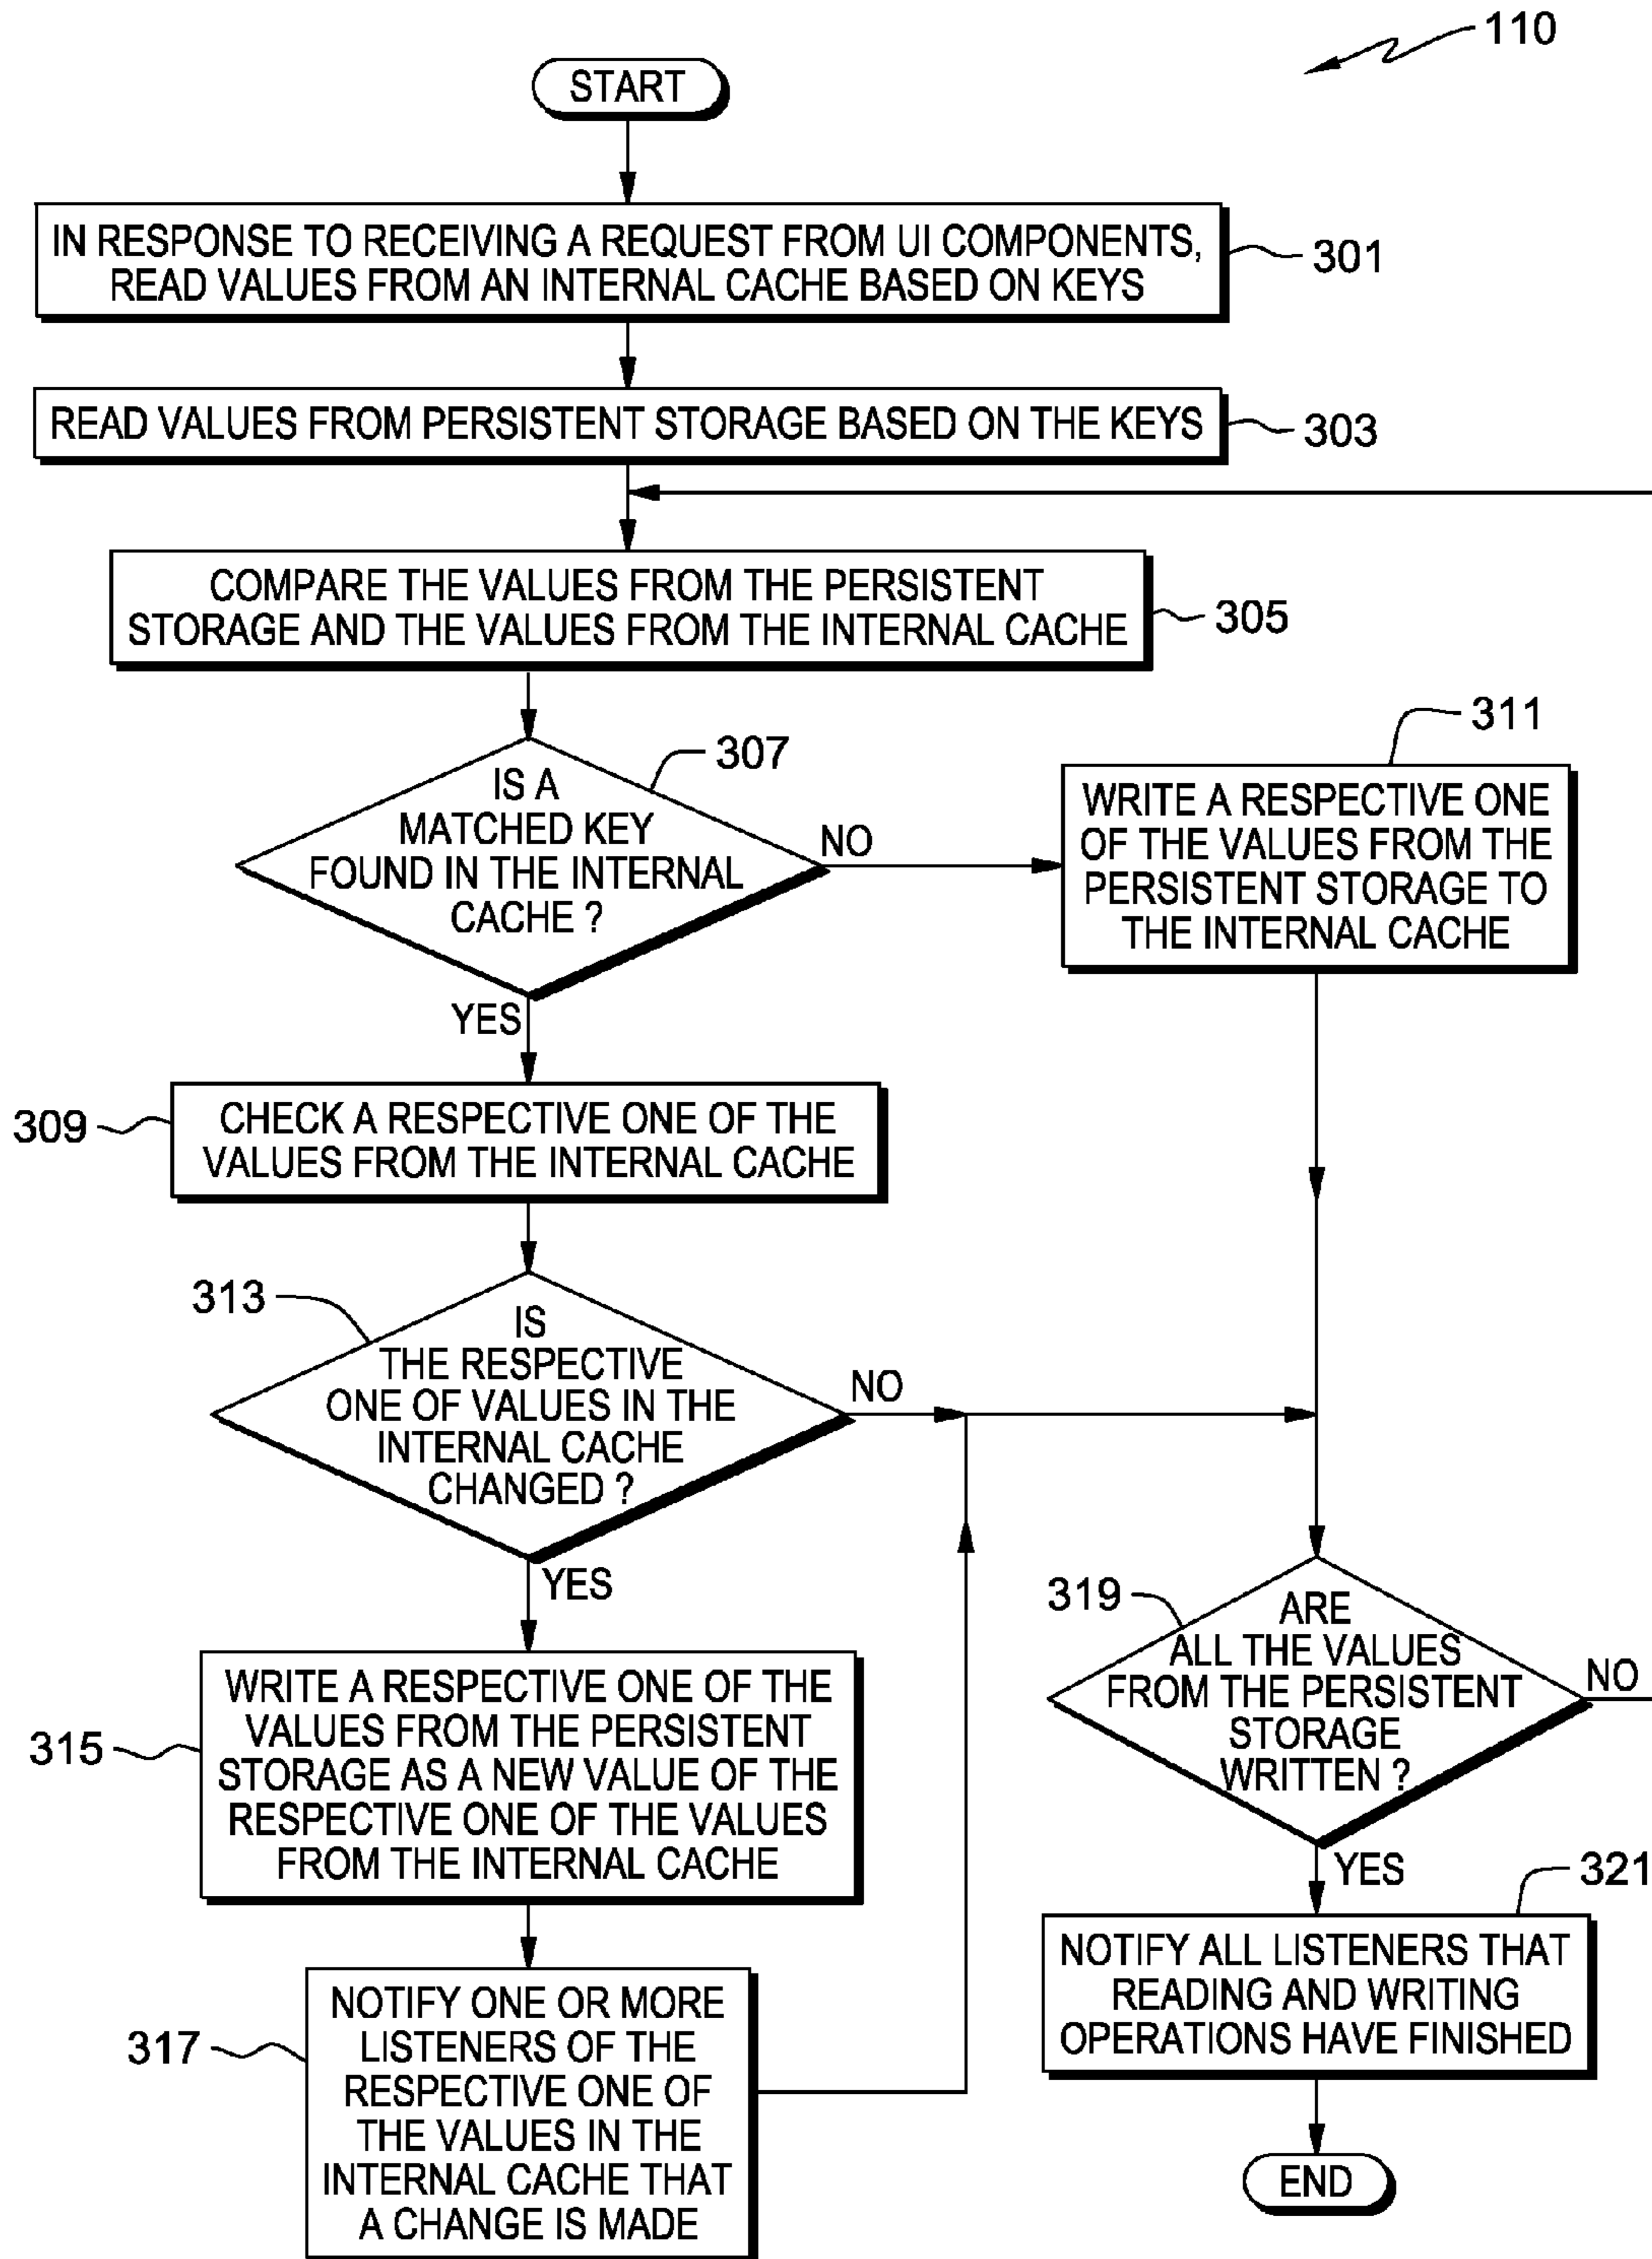 110
START
IN RESPONSE TO RECEIVING A REQUEST FROM UI COMPONENTS,
READ VALUES FROM AN INTERNAL CACHE BASED ON KEYS
301
READ VALUES FROM PERSISTENT STORAGE BASED ON THE KEYS
303
COMPARE THE VALUES FROM THE PERSISTENT
STORAGE AND THE VALUES FROM THE INTERNAL CACHE
305
307
IS A
MATCHED KEY
FOUND IN THE INTERNAL
CACHE ?
NO
YES
311
WRITE A RESPECTIVE ONE
OF THE VALUES FROM THE
PERSISTENT STORAGE TO
THE INTERNAL CACHE
309
CHECK A RESPECTIVE ONE OF THE
VALUES FROM THE INTERNAL CACHE
313
IS
THE RESPECTIVE
ONE OF VALUES IN THE
INTERNAL CACHE
CHANGED ?
NO
YES
315
WRITE A RESPECTIVE ONE OF THE
VALUES FROM THE PERSISTENT
STORAGE AS A NEW VALUE OF THE
RESPECTIVE ONE OF THE VALUES
FROM THE INTERNAL CACHE
317
NOTIFY ONE OR MORE
LISTENERS OF THE
RESPECTIVE ONE OF
THE VALUES IN THE
INTERNAL CACHE THAT
A CHANGE IS MADE
319
ARE
ALL THE VALUES
FROM THE PERSISTENT
STORAGE
WRITTEN ?
NO
YES
321
NOTIFY ALL LISTENERS THAT
READING AND WRITING
OPERATIONS HAVE FINISHED
END